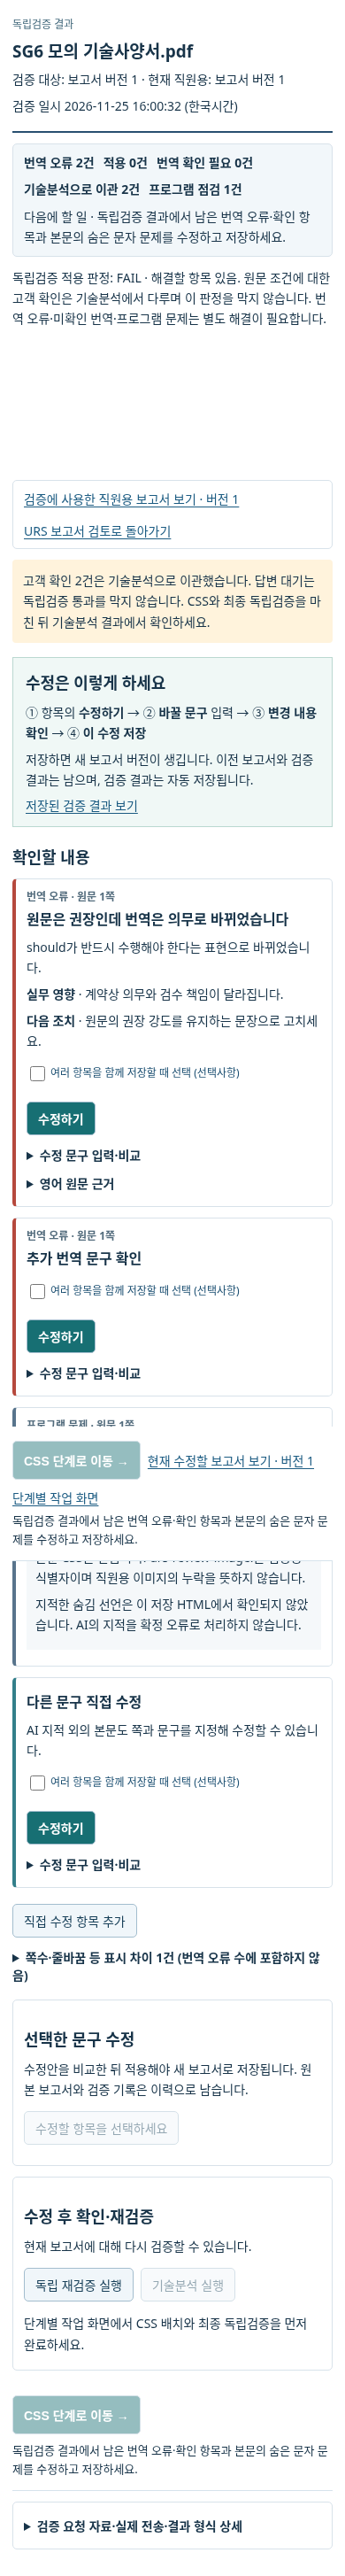 독립검증 결과
SG6 모의 기술사양서.pdf
검증 대상: 보고서 버전 1 · 현재 직원용: 보고서 버전 1
검증 일시 2026-11-25 16:00:32 (한국시간)
번역 오류 2건 적용 0건 번역 확인 필요 0건
기술분석으로 이관 2건 프로그램 점검 1건
다음에 할 일 · 독립검증 결과에서 남은 번역 오류·확인 항
목과 본문의 숨은 문자 문제를 수정하고 저장하세요.
독립검증 적용 판정: FAIL · 해결할 항목 있음. 원문 조건에 대한
고객 확인은 기술분석에서 다루며 이 판정을 막지 않습니다. 번
역 오류·미확인 번역·프로그램 문제는 별도 해결이 필요합니다.
검증에 사용한 직원용 보고서 보기 · 버전 1
URS 보고서 검토로 돌아가기
고객 확인 2건은 기술분석으로 이관했습니다. 답변 대기는
독립검증 통과를 막지 않습니다. CSS와 최종 독립검증을 마
친 뒤 기술분석 결과에서 확인하세요.
수정은 이렇게 하세요
① 항목의 수정하기 → ② 바꿀 문구 입력 → ③ 변경 내용
확인 → ④ 이 수정 저장
저장하면 새 보고서 버전이 생깁니다. 이전 보고서와 검증
결과는 남으며, 검증 결과는 자동 저장됩니다.
저장된 검증 결과 보기
확인할 내용
번역 오류 · 원문 1쪽
원문은 권장인데 번역은 의무로 바뀌었습니다
should가 반드시 수행해야 한다는 표현으로 바뀌었습니
다.
실무 영향 · 계약상 의무와 검수 책임이 달라집니다.
다음 조치 · 원문의 권장 강도를 유지하는 문장으로 고치세
요.
여러 항목을 함께 저장할 때 선택 (선택사항)
수정하기
▶ 수정 문구 입력·비교
▶ 영어 원문 근거
번역 오류 · 원문 1쪽
추가 번역 문구 확인
여러 항목을 함께 저장할 때 선택 (선택사항)
수정하기
▶ 수정 문구 입력·비교
프로그램 문제 · 원문 1쪽
CSS 단계로 이동 → 현재 수정할 보고서 보기 · 버전 1
단계별 작업 화면
독립검증 결과에서 남은 번역 오류·확인 항목과 본문의 숨은 문자 문
제를 수정하고 저장하세요.
식별자이며 직원용 이미지의 누락을 뜻하지 않습니다.
지적한 숨김 선언은 이 저장 HTML에서 확인되지 않았
습니다. AI의 지적을 확정 오류로 처리하지 않습니다.
다른 문구 직접 수정
AI 지적 외의 본문도 쪽과 문구를 지정해 수정할 수 있습니
다.
여러 항목을 함께 저장할 때 선택 (선택사항)
수정하기
▶ 수정 문구 입력·비교
직접 수정 항목 추가
▶ 쪽수·줄바꿈 등 표시 차이 1건 (번역 오류 수에 포함하지 않
음)
선택한 문구 수정
수정안을 비교한 뒤 적용해야 새 보고서로 저장됩니다. 원
본 보고서와 검증 기록은 이력으로 남습니다.
수정할 항목을 선택하세요
수정 후 확인·재검증
현재 보고서에 대해 다시 검증할 수 있습니다.
독립 재검증 실행 기술분석 실행
단계별 작업 화면에서 CSS 배치와 최종 독립검증을 먼저
완료하세요.
CSS 단계로 이동 →
독립검증 결과에서 남은 번역 오류·확인 항목과 본문의 숨은 문자 문
제를 수정하고 저장하세요.
▶ 검증 요청 자료·실제 전송·결과 형식 상세